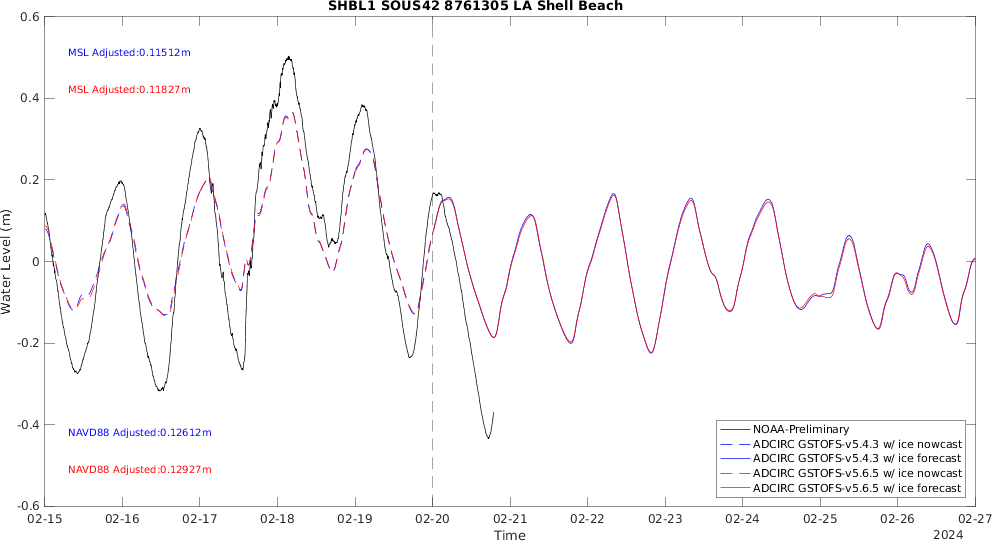 SHBL1 SOUS42 8761305 LA Shell Beach
0.6
MSL Adjusted:0.11512m
MSL Adjusted:0.11827m
0.4
0.2
0
-0.2
-0.4
-0.6
Water Level (m)
NAVD88 Adjusted:0.12612m
NAVD88 Adjusted:0.12927m
NOAA-Preliminary
ADCIRC GSTOFS-v5.4.3 w/ ice nowcast
ADCIRC GSTOFS-v5.4.3 w/ ice forecast
ADCIRC GSTOFS-v5.6.5 w/ ice nowcast
ADCIRC GSTOFS-v5.6.5 w/ ice forecast
02-15 02-16 02-17 02-18 02-19 02-20 02-21 02-22 02-23 02-24 02-25 02-26 02-27
Time
2024